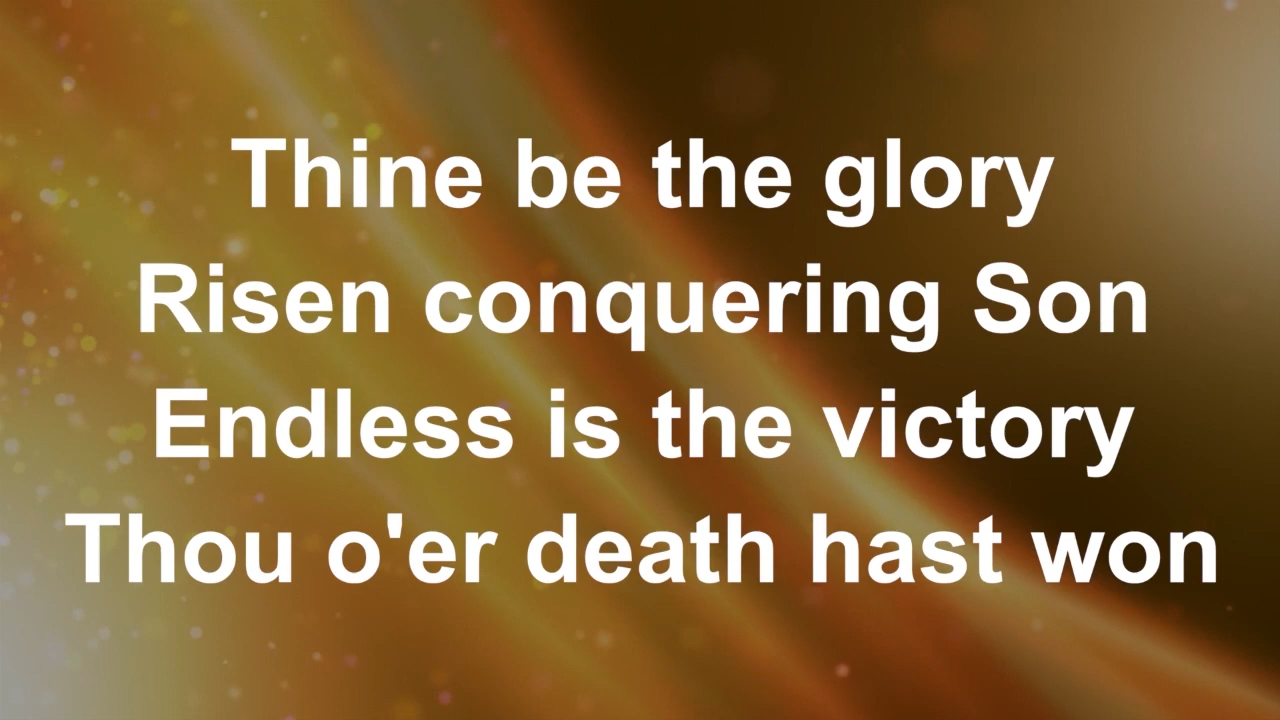 Thine be the glory
Risen conquering Son
Endless is the victory
Thou o'er death hast won